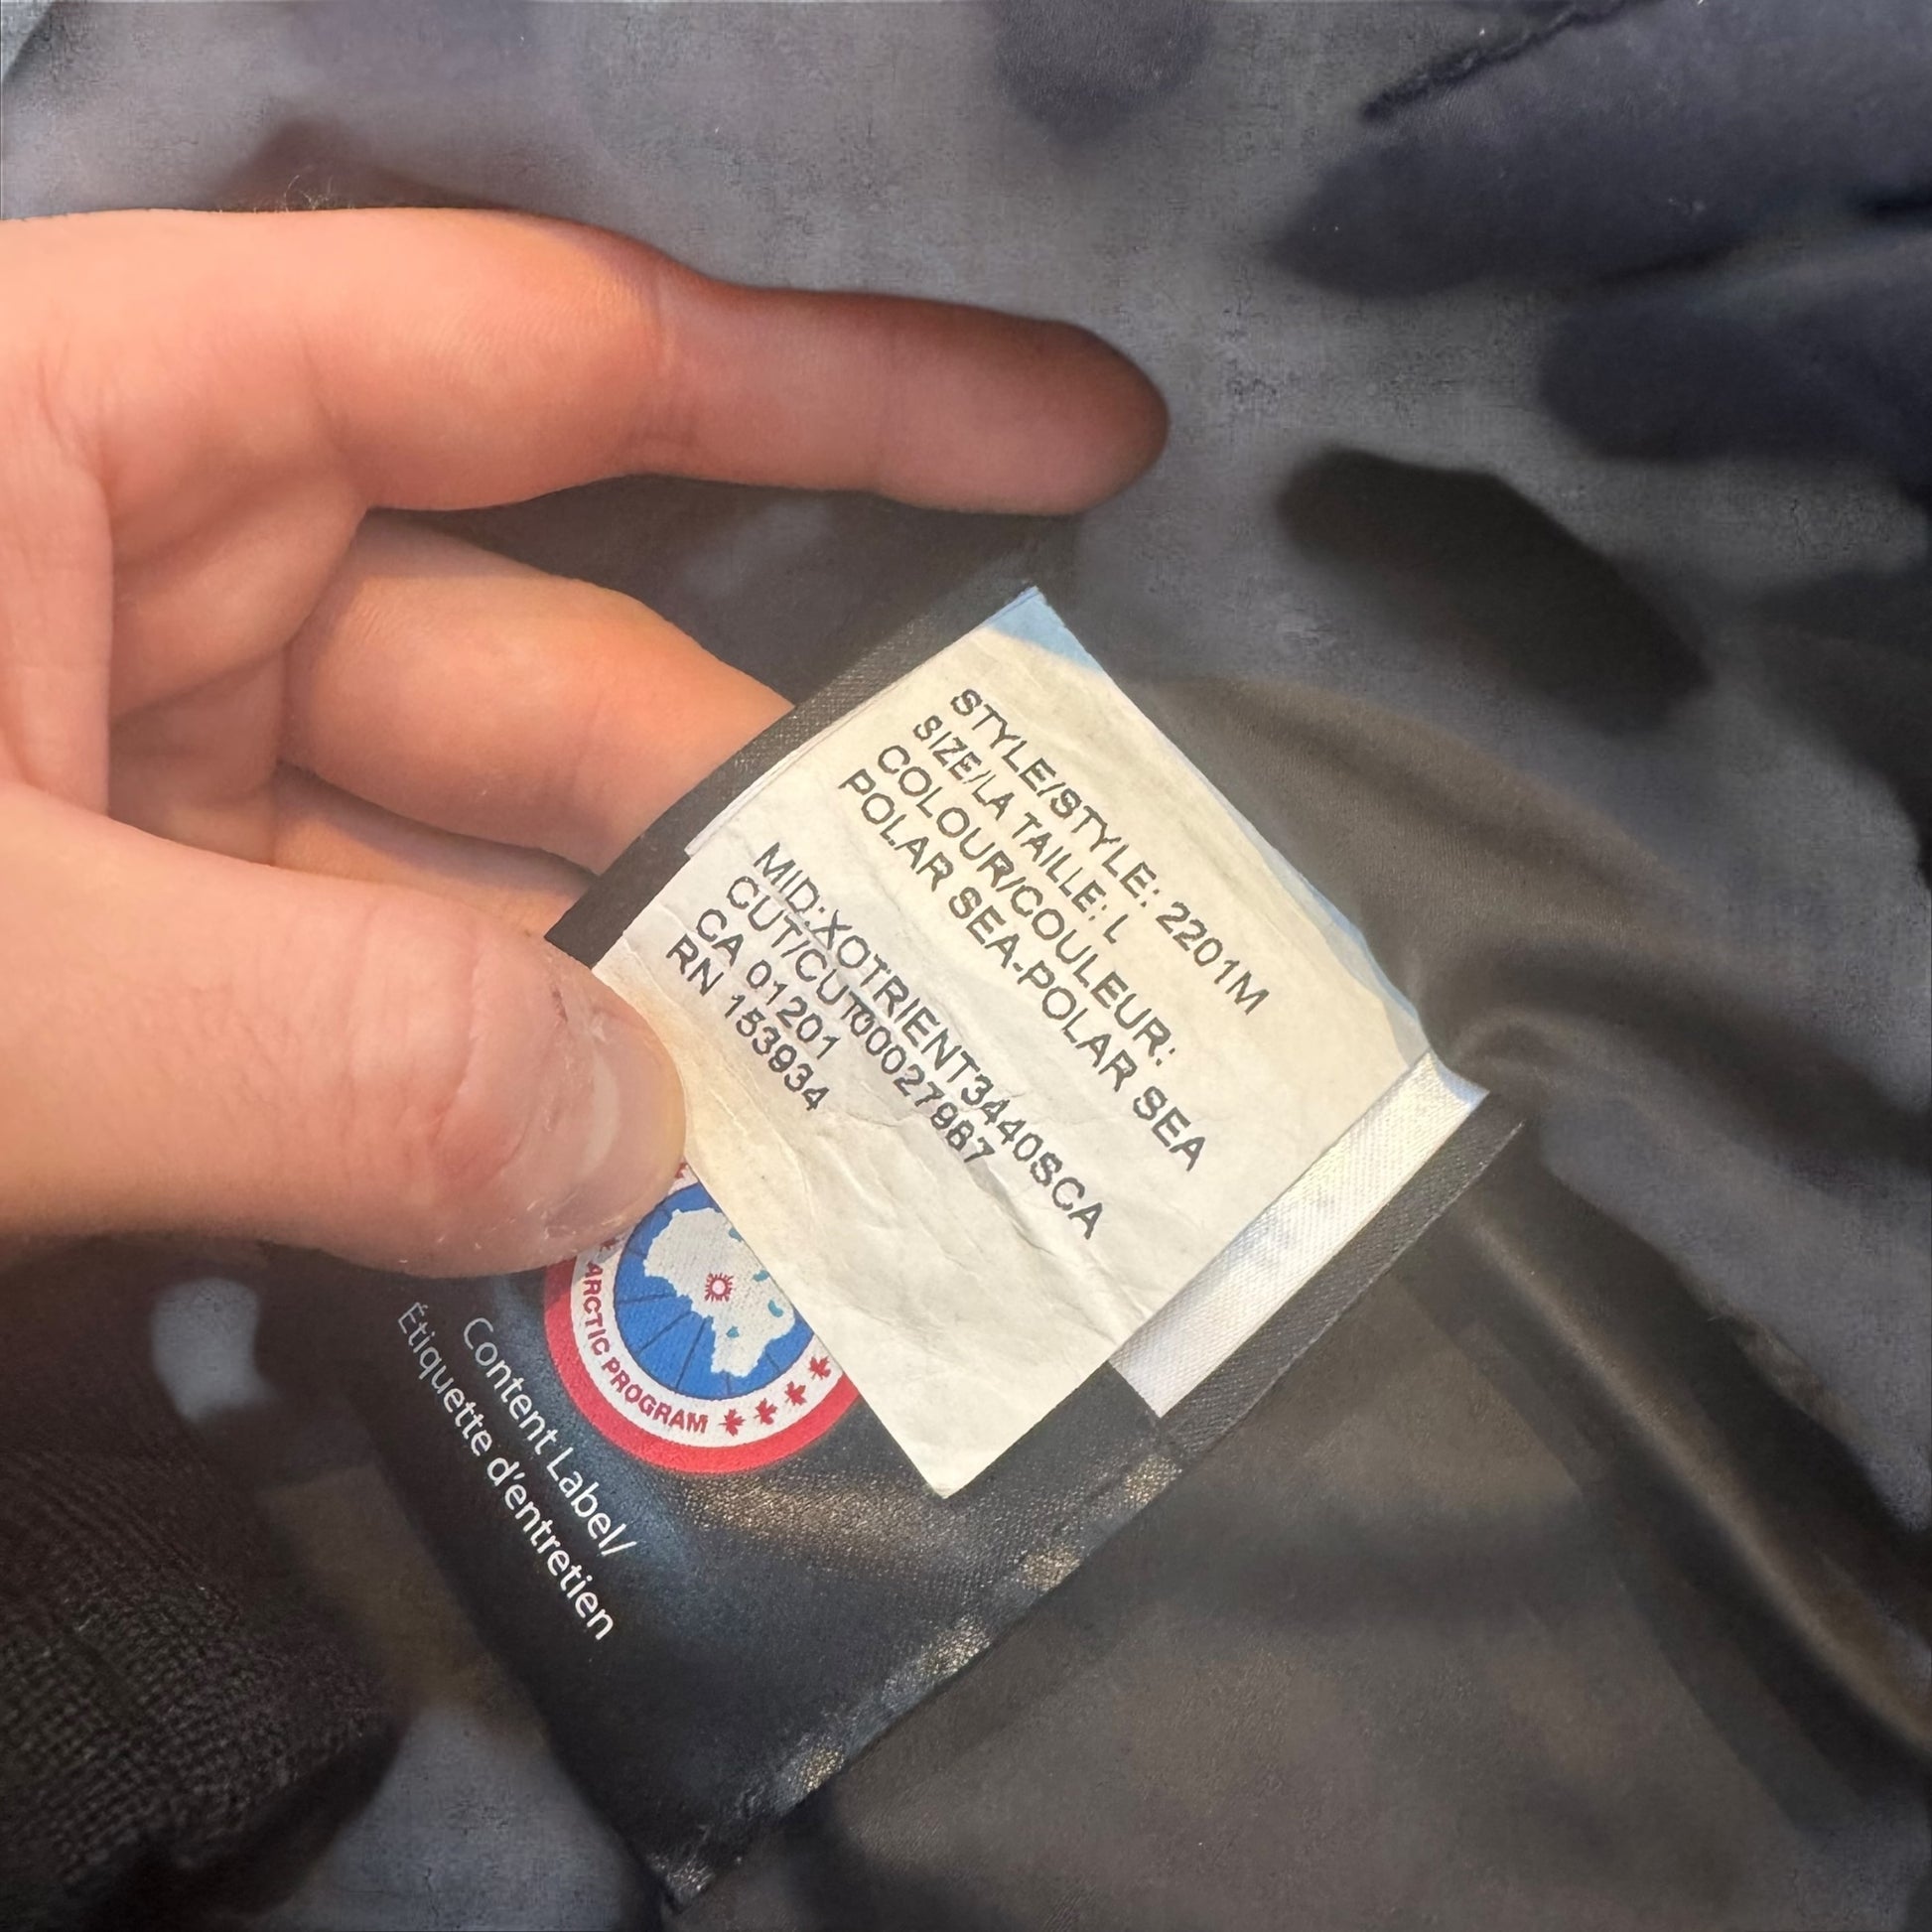 STYLE/STYLE: 2201M
SIZE/LA TAILLE: L
COLOUR/COULEUR:
POLAR SEA-POLAR SEA
MID:XOTRIENT3440SCA
CUT/CUT00027987
CA 01201
RN 153934
ARCTIC PROGRAM
Content Label/
Étiquette d'entretien